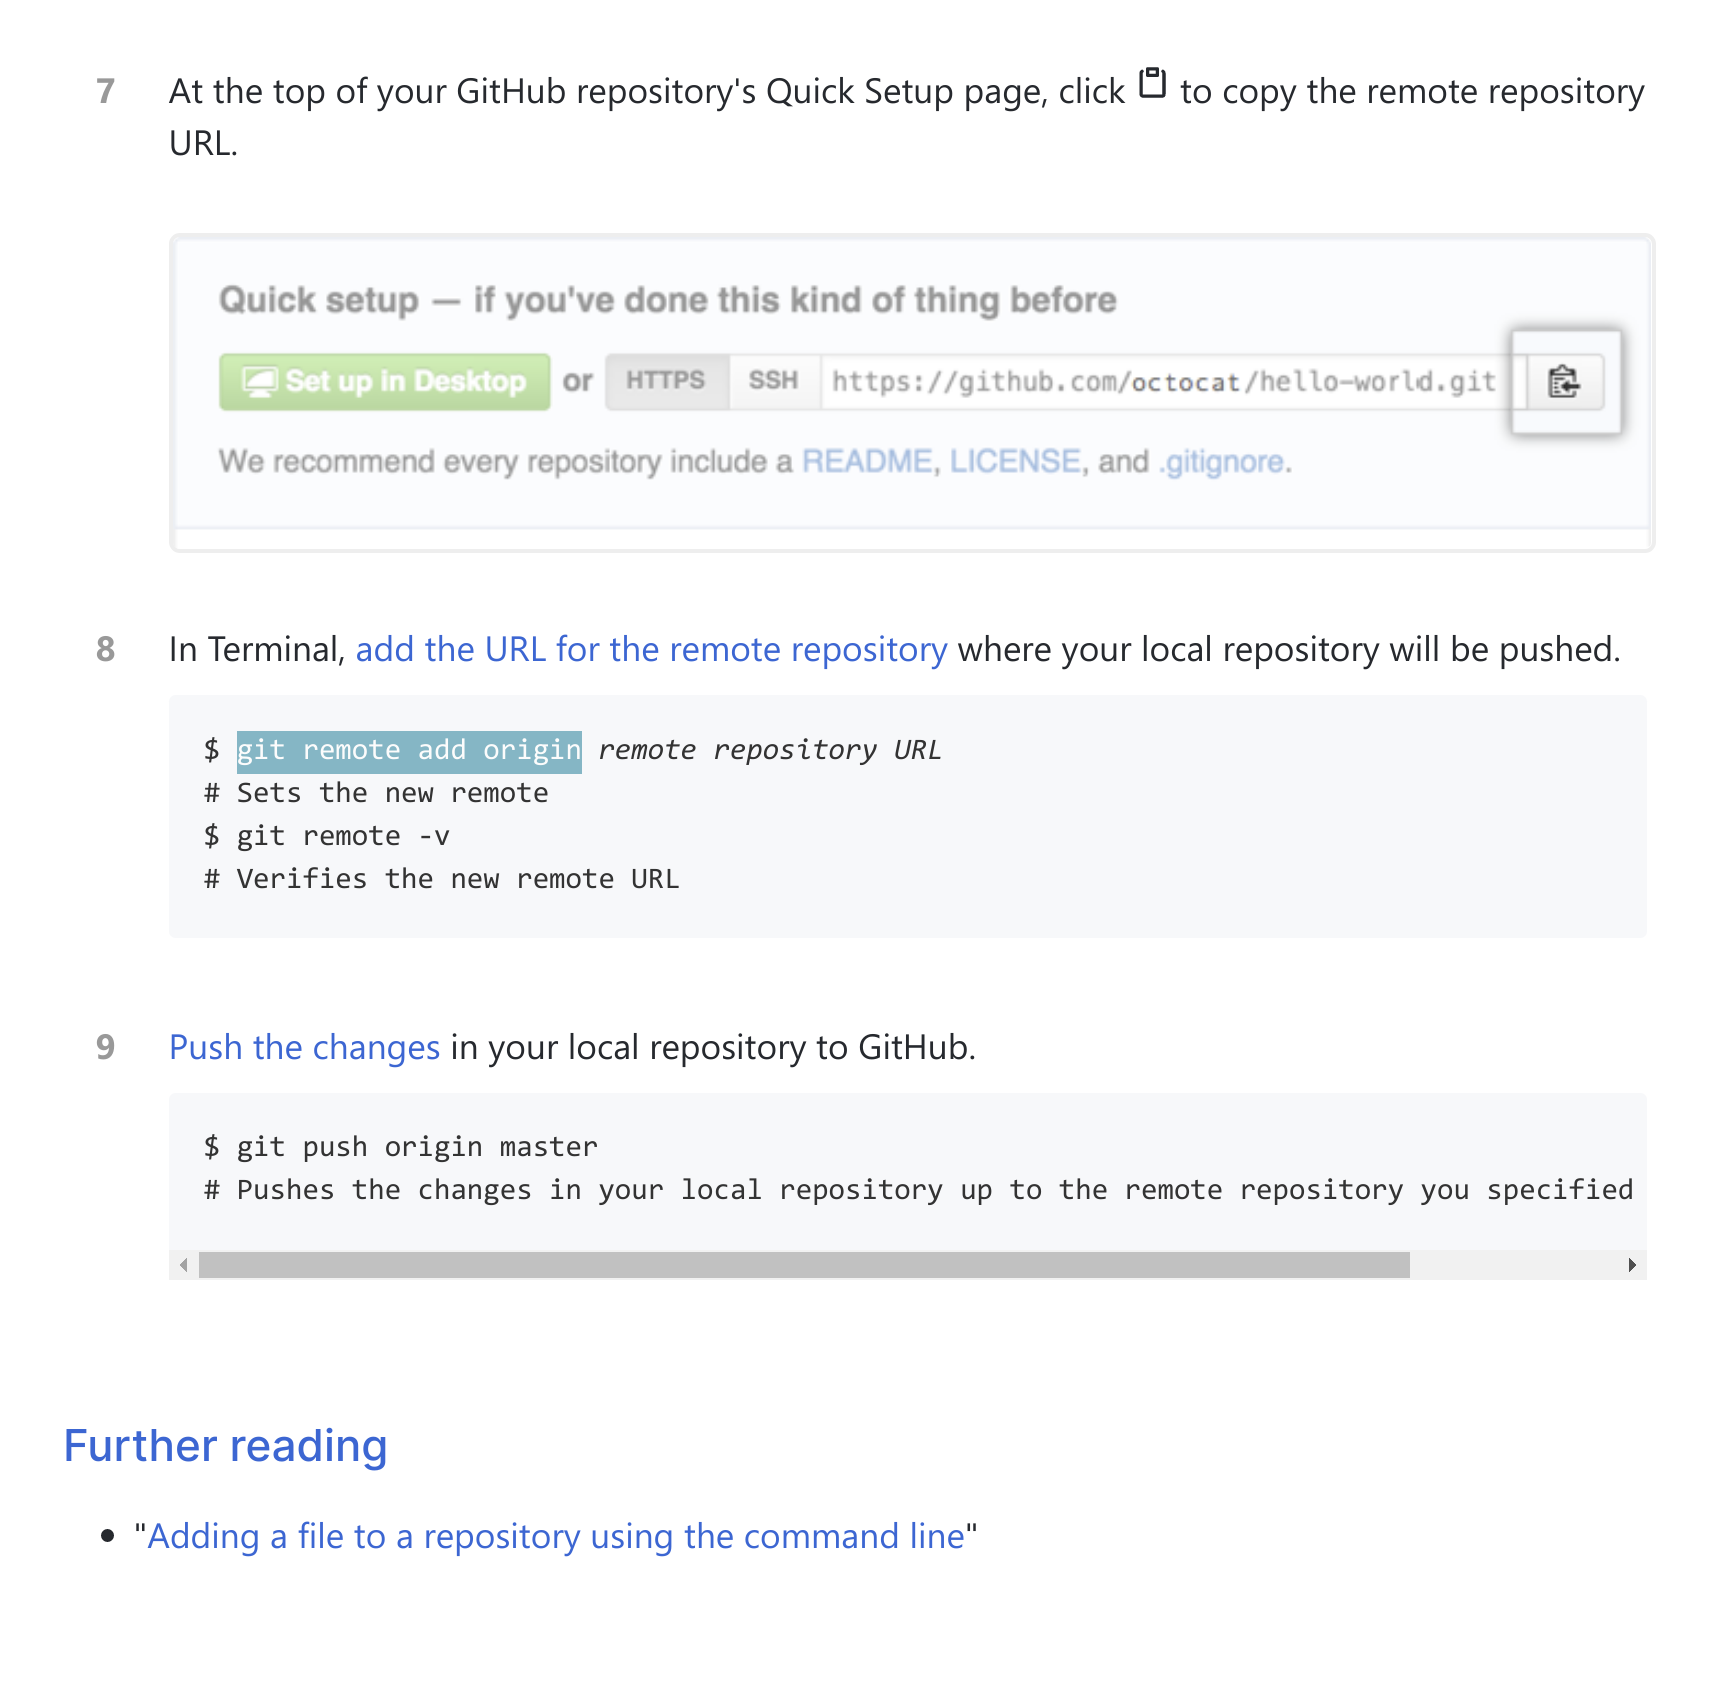 7 At the top of your GitHub repository's Quick Setup page, click to copy the remote repository
URL.
Quick setup — if you've done this kind of thing before
Set up in Desktop or HTTPS SSH https://github.com/octocat/hello-world.git
We recommend every repository include a README, LICENSE, and .gitignore.
8 In Terminal, add the URL for the remote repository where your local repository will be pushed.
$ git remote add origin remote repository URL
# Sets the new remote
$ git remote -v
# Verifies the new remote URL
9 Push the changes in your local repository to GitHub.
$ git push origin master
# Pushes the changes in your local repository up to the remote repository you specified
Further reading
• "Adding a file to a repository using the command line"